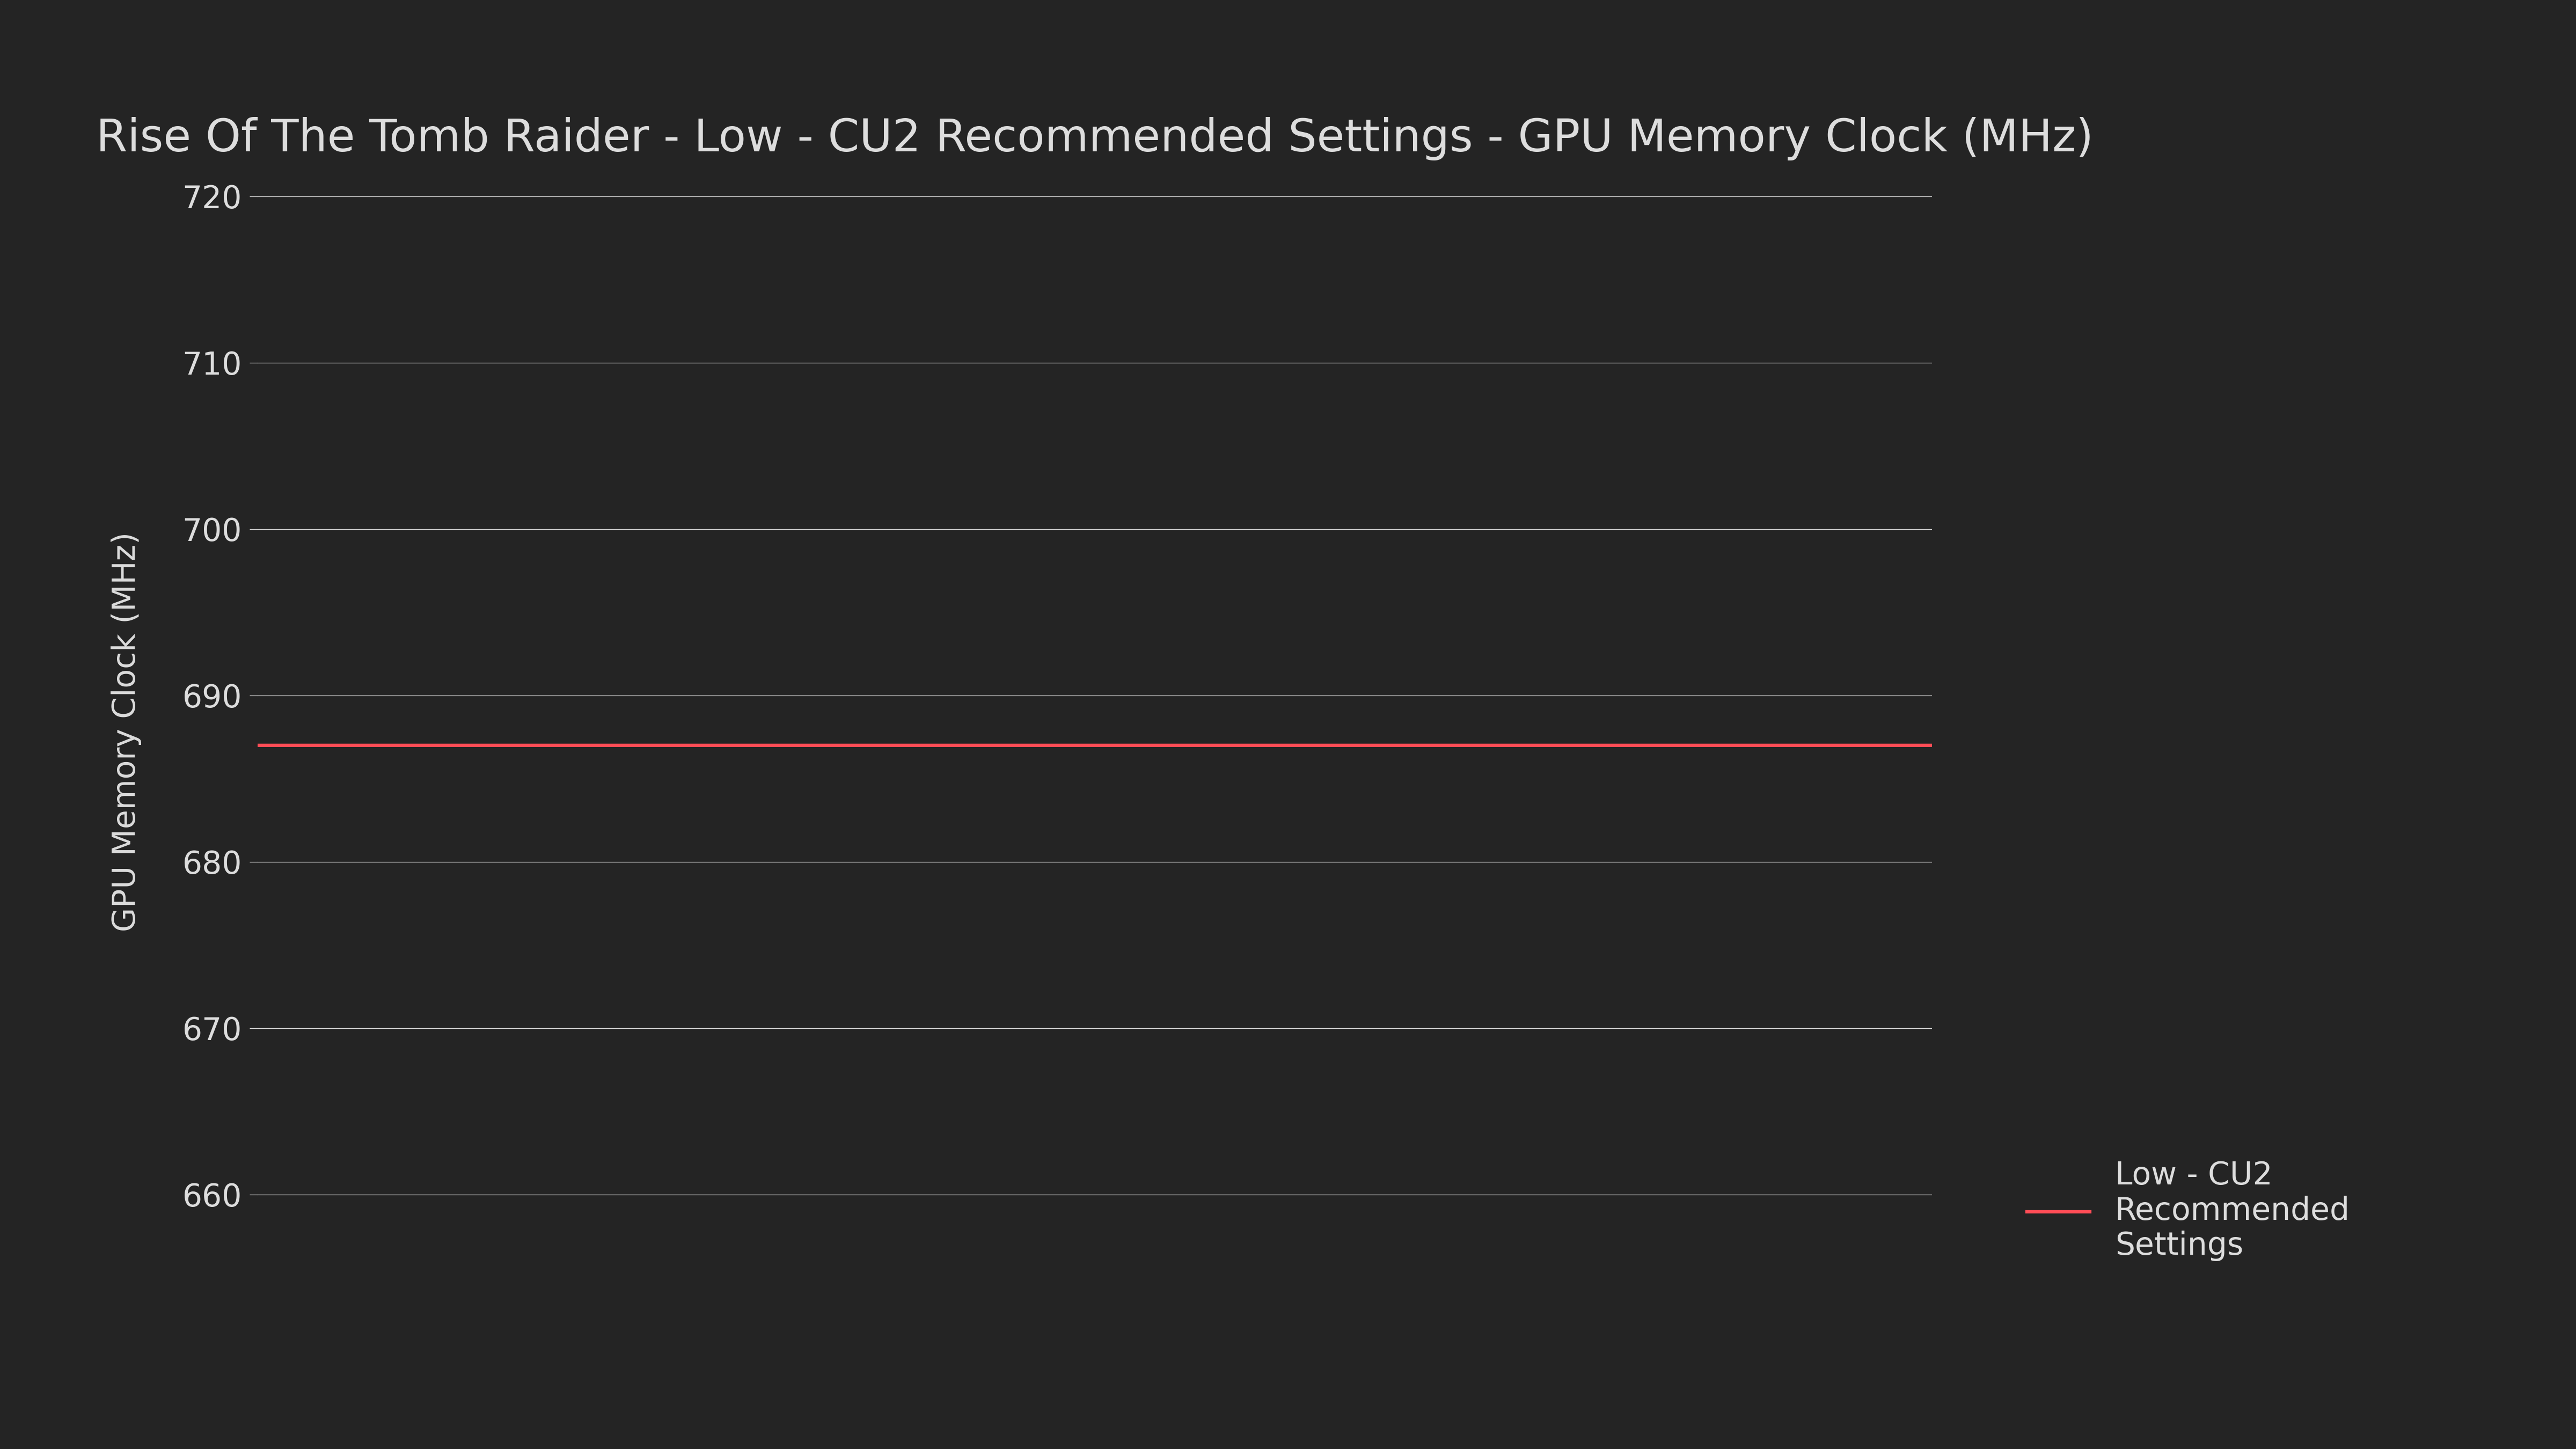 Rise Of The Tomb Raider - Low - CU2 Recommended Settings - GPU Memory Clock (MHz)
720
710
700
690
680
670
660
GPU Memory Clock (MHz)
Low - CU2
Recommended
Settings